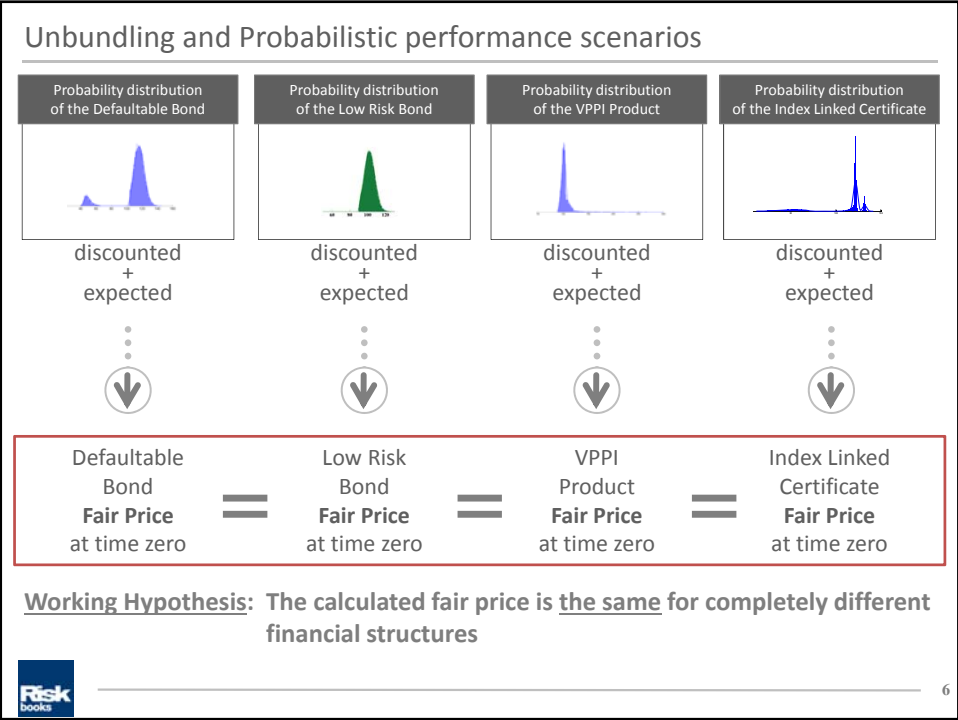 Unbundling and Probabilistic performance scenarios
Probability distribution
of the Defaultable Bond
Probability distribution
of the Low Risk Bond
Probability distribution
of the VPPI Product
Probability distribution
of the Index Linked Certificate
60 80 100 120
discounted
+
expected
discounted
+
expected
discounted
+
expected
discounted
+
expected
Defaultable
Bond
Fair Price
at time zero
=
Low Risk
Bond
Fair Price
at time zero
=
VPPI
Product
Fair Price
at time zero
=
Index Linked
Certificate
Fair Price
at time zero
Working Hypothesis: The calculated fair price is the same for completely different
financial structures
Risk
books
6